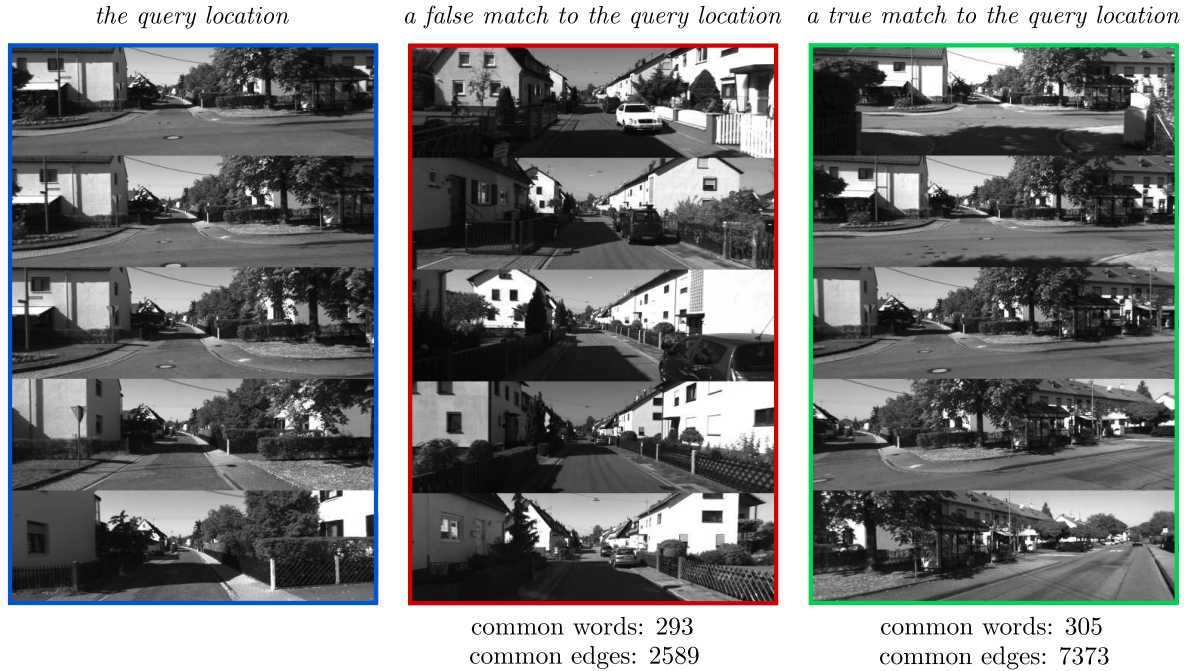 the query location
a false match to the query location
a true match to the query location
common words: 293
common edges: 2589
common words: 305
common edges: 7373